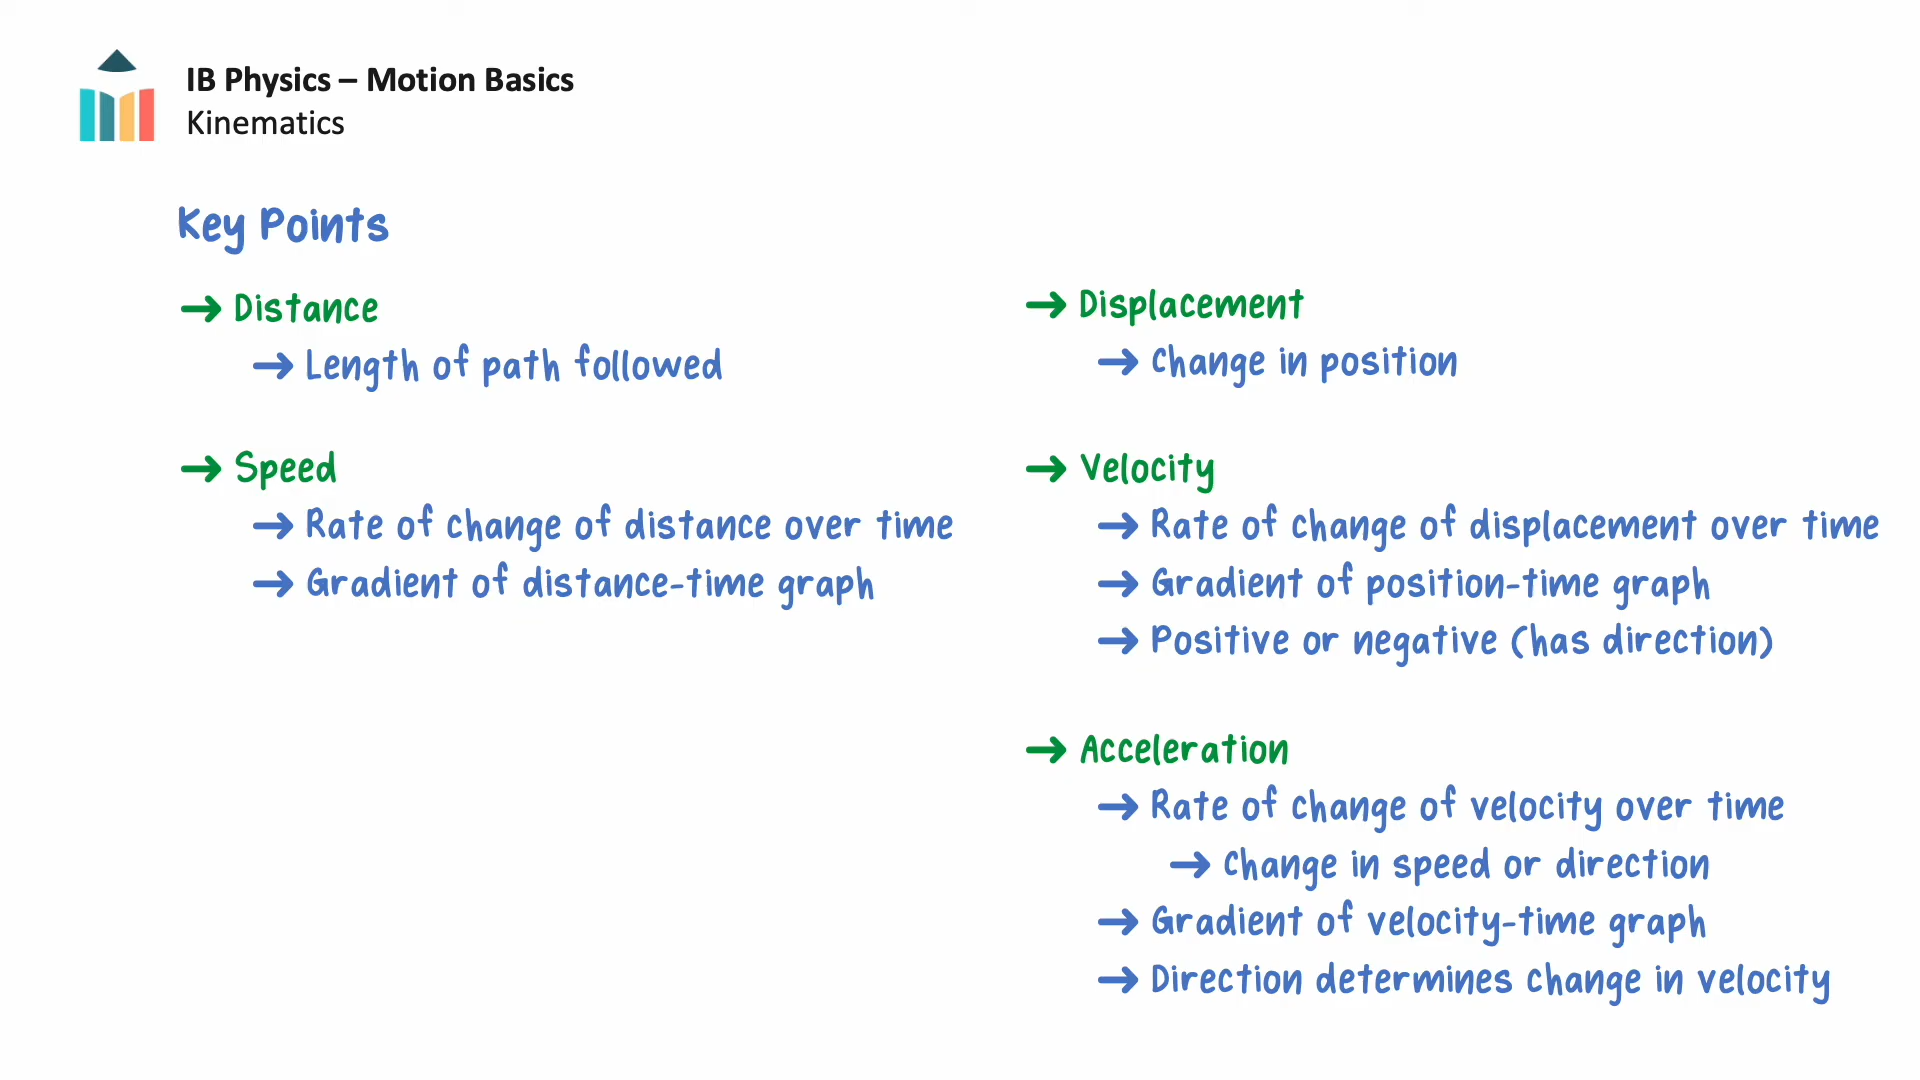 IB Physics – Motion Basics
Kinematics
Key Points
→ Distance
→ Length of path followed
→ Speed
→ Rate of change of distance over time
→ Gradient of distance-time graph
→ Displacement
→ Change in position
→ Velocity
→ Rate of change of displacement over time
→ Gradient of position-time graph
→ Positive or negative (has direction)
→ Acceleration
→ Rate of change of velocity over time
→ Change in speed or direction
→ Gradient of velocity-time graph
→ Direction determines change in velocity